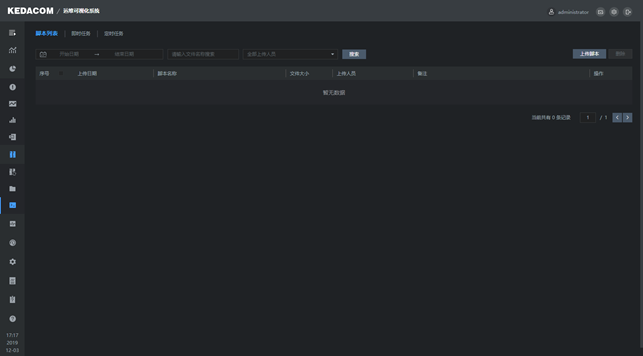 KEDACOM / 运维可视化系统
administrator
脚本列表 即时任务 定时任务
开始日期 → 结束日期 请输入文件名称搜索 全部上传人员 搜索 上传脚本 删除
序号 上传日期 脚本名称 文件大小 上传人员 备注 操作
暂无数据
当前共有 0 条记录 1 / 1
17:17
2019
12-03